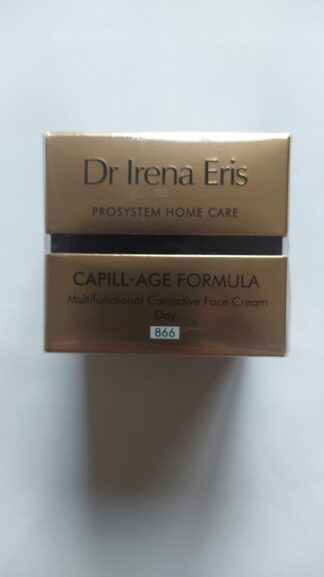 Dr Irena Eris
PROSYSTEM HOME CARE
CAPILL-AGE FORMULA
Multifunctional Corrective Face Cream
Day
866